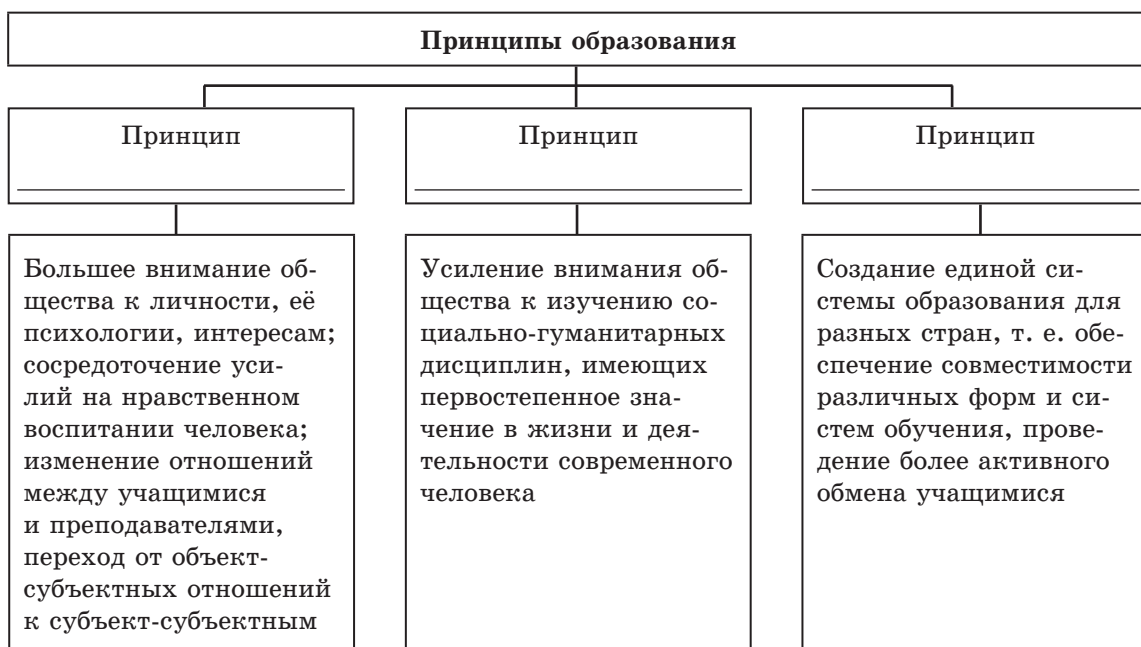 Принципы образования
Принцип
Принцип
Принцип
Большее внимание об-
щества к личности, её
психологии, интересам;
сосредоточение уси-
лий на нравственном
воспитании человека;
изменение отношений
между учащимися
и преподавателями,
переход от объект-
субъектных отношений
к субъект-субъектным
Усиление внимания об-
щества к изучению со-
циально-гуманитарных
дисциплин, имеющих
первостепенное зна-
чение в жизни и дея-
тельности современного
человека
Создание единой си-
стемы образования для
разных стран, т. е. обе-
спечение совместимости
различных форм и си-
стем обучения, прове-
дение более активного
обмена учащимися